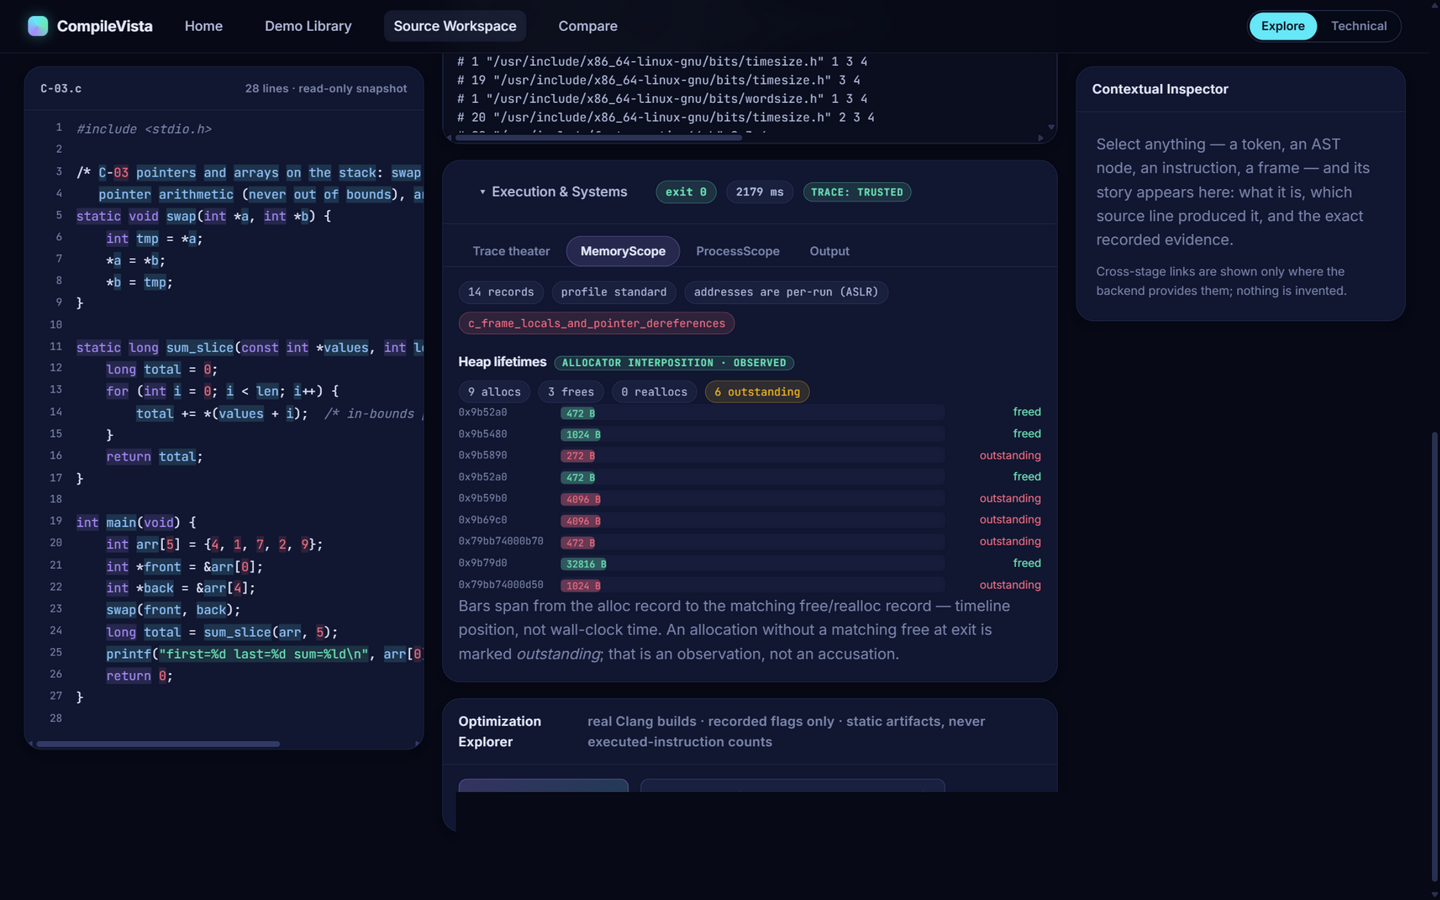 CompileVista
Home
Demo Library
Source Workspace
Compare
Explore
Technical
C-03.c
28 lines · read-only snapshot
1 #include <stdio.h>
2
3 /* C-03 pointers and arrays on the stack: swap
4 pointer arithmetic (never out of bounds), a
5 static void swap(int *a, int *b) {
6 int tmp = *a;
7 *a = *b;
8 *b = tmp;
9 }
10
11 static long sum_slice(const int *values, int l
12 long total = 0;
13 for (int i = 0; i < len; i++) {
14 total += *(values + i); /* in-bounds
15 }
16 return total;
17 }
18
19 int main(void) {
20 int arr[5] = {4, 1, 7, 2, 9};
21 int *front = &arr[0];
22 int *back = &arr[4];
23 swap(front, back);
24 long total = sum_slice(arr, 5);
25 printf("first=%d last=%d sum=%ld\n", arr[0
26 return 0;
27 }
28
# 1 "/usr/include/x86_64-linux-gnu/bits/timesize.h" 1 3 4
# 19 "/usr/include/x86_64-linux-gnu/bits/timesize.h" 3 4
# 1 "/usr/include/x86_64-linux-gnu/bits/wordsize.h" 1 3 4
# 20 "/usr/include/x86_64-linux-gnu/bits/timesize.h" 2 3 4
▾ Execution & Systems
exit 0
2179 ms
TRACE: TRUSTED
Trace theater
MemoryScope
ProcessScope
Output
14 records
profile standard
addresses are per-run (ASLR)
c_frame_locals_and_pointer_dereferences
Heap lifetimes
ALLOCATOR INTERPOSITION · OBSERVED
9 allocs
3 frees
0 reallocs
6 outstanding
0x9b52a0 472 B freed
0x9b5480 1024 B freed
0x9b5890 272 B outstanding
0x9b52a0 472 B freed
0x9b59b0 4096 B outstanding
0x9b69c0 4096 B outstanding
0x79bb74000b70 472 B outstanding
0x9b79d0 32816 B freed
0x79bb74000d50 1024 B outstanding
Bars span from the alloc record to the matching free/realloc record — timeline
position, not wall-clock time. An allocation without a matching free at exit is
marked outstanding; that is an observation, not an accusation.
Optimization
Explorer
real Clang builds · recorded flags only · static artifacts, never
executed-instruction counts
Contextual Inspector
Select anything — a token, an AST
node, an instruction, a frame — and its
story appears here: what it is, which
source line produced it, and the exact
recorded evidence.
Cross-stage links are shown only where the
backend provides them; nothing is invented.